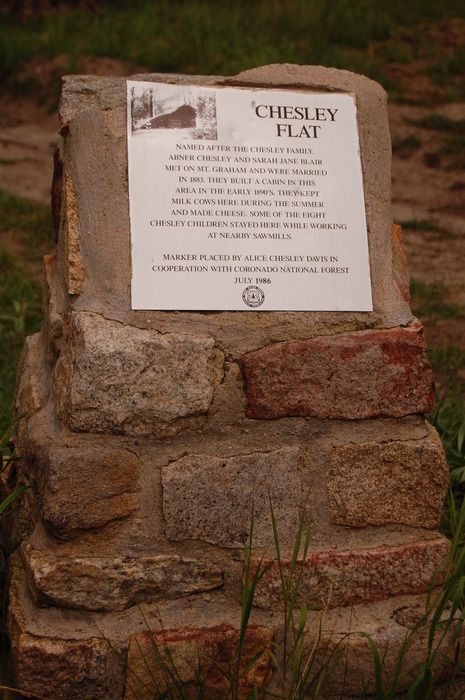 CHESLEY
FLAT
NAMED AFTER THE CHESLEY FAMILY.
ABNER CHESLEY AND SARAH JANE BLAIR
MET ON MT. GRAHAM AND WERE MARRIED
IN 1883. THEY BUILT A CABIN IN THIS
AREA IN THE EARLY 1890'S. THEY KEPT
MILK COWS HERE DURING THE SUMMER
AND MADE CHEESE. SOME OF THE EIGHT
CHESLEY CHILDREN STAYED HERE WHILE WORKING
AT NEARBY SAWMILLS.
MARKER PLACED BY ALICE CHESLEY DAVIS IN
COOPERATION WITH CORONADO NATIONAL FOREST
JULY 1986